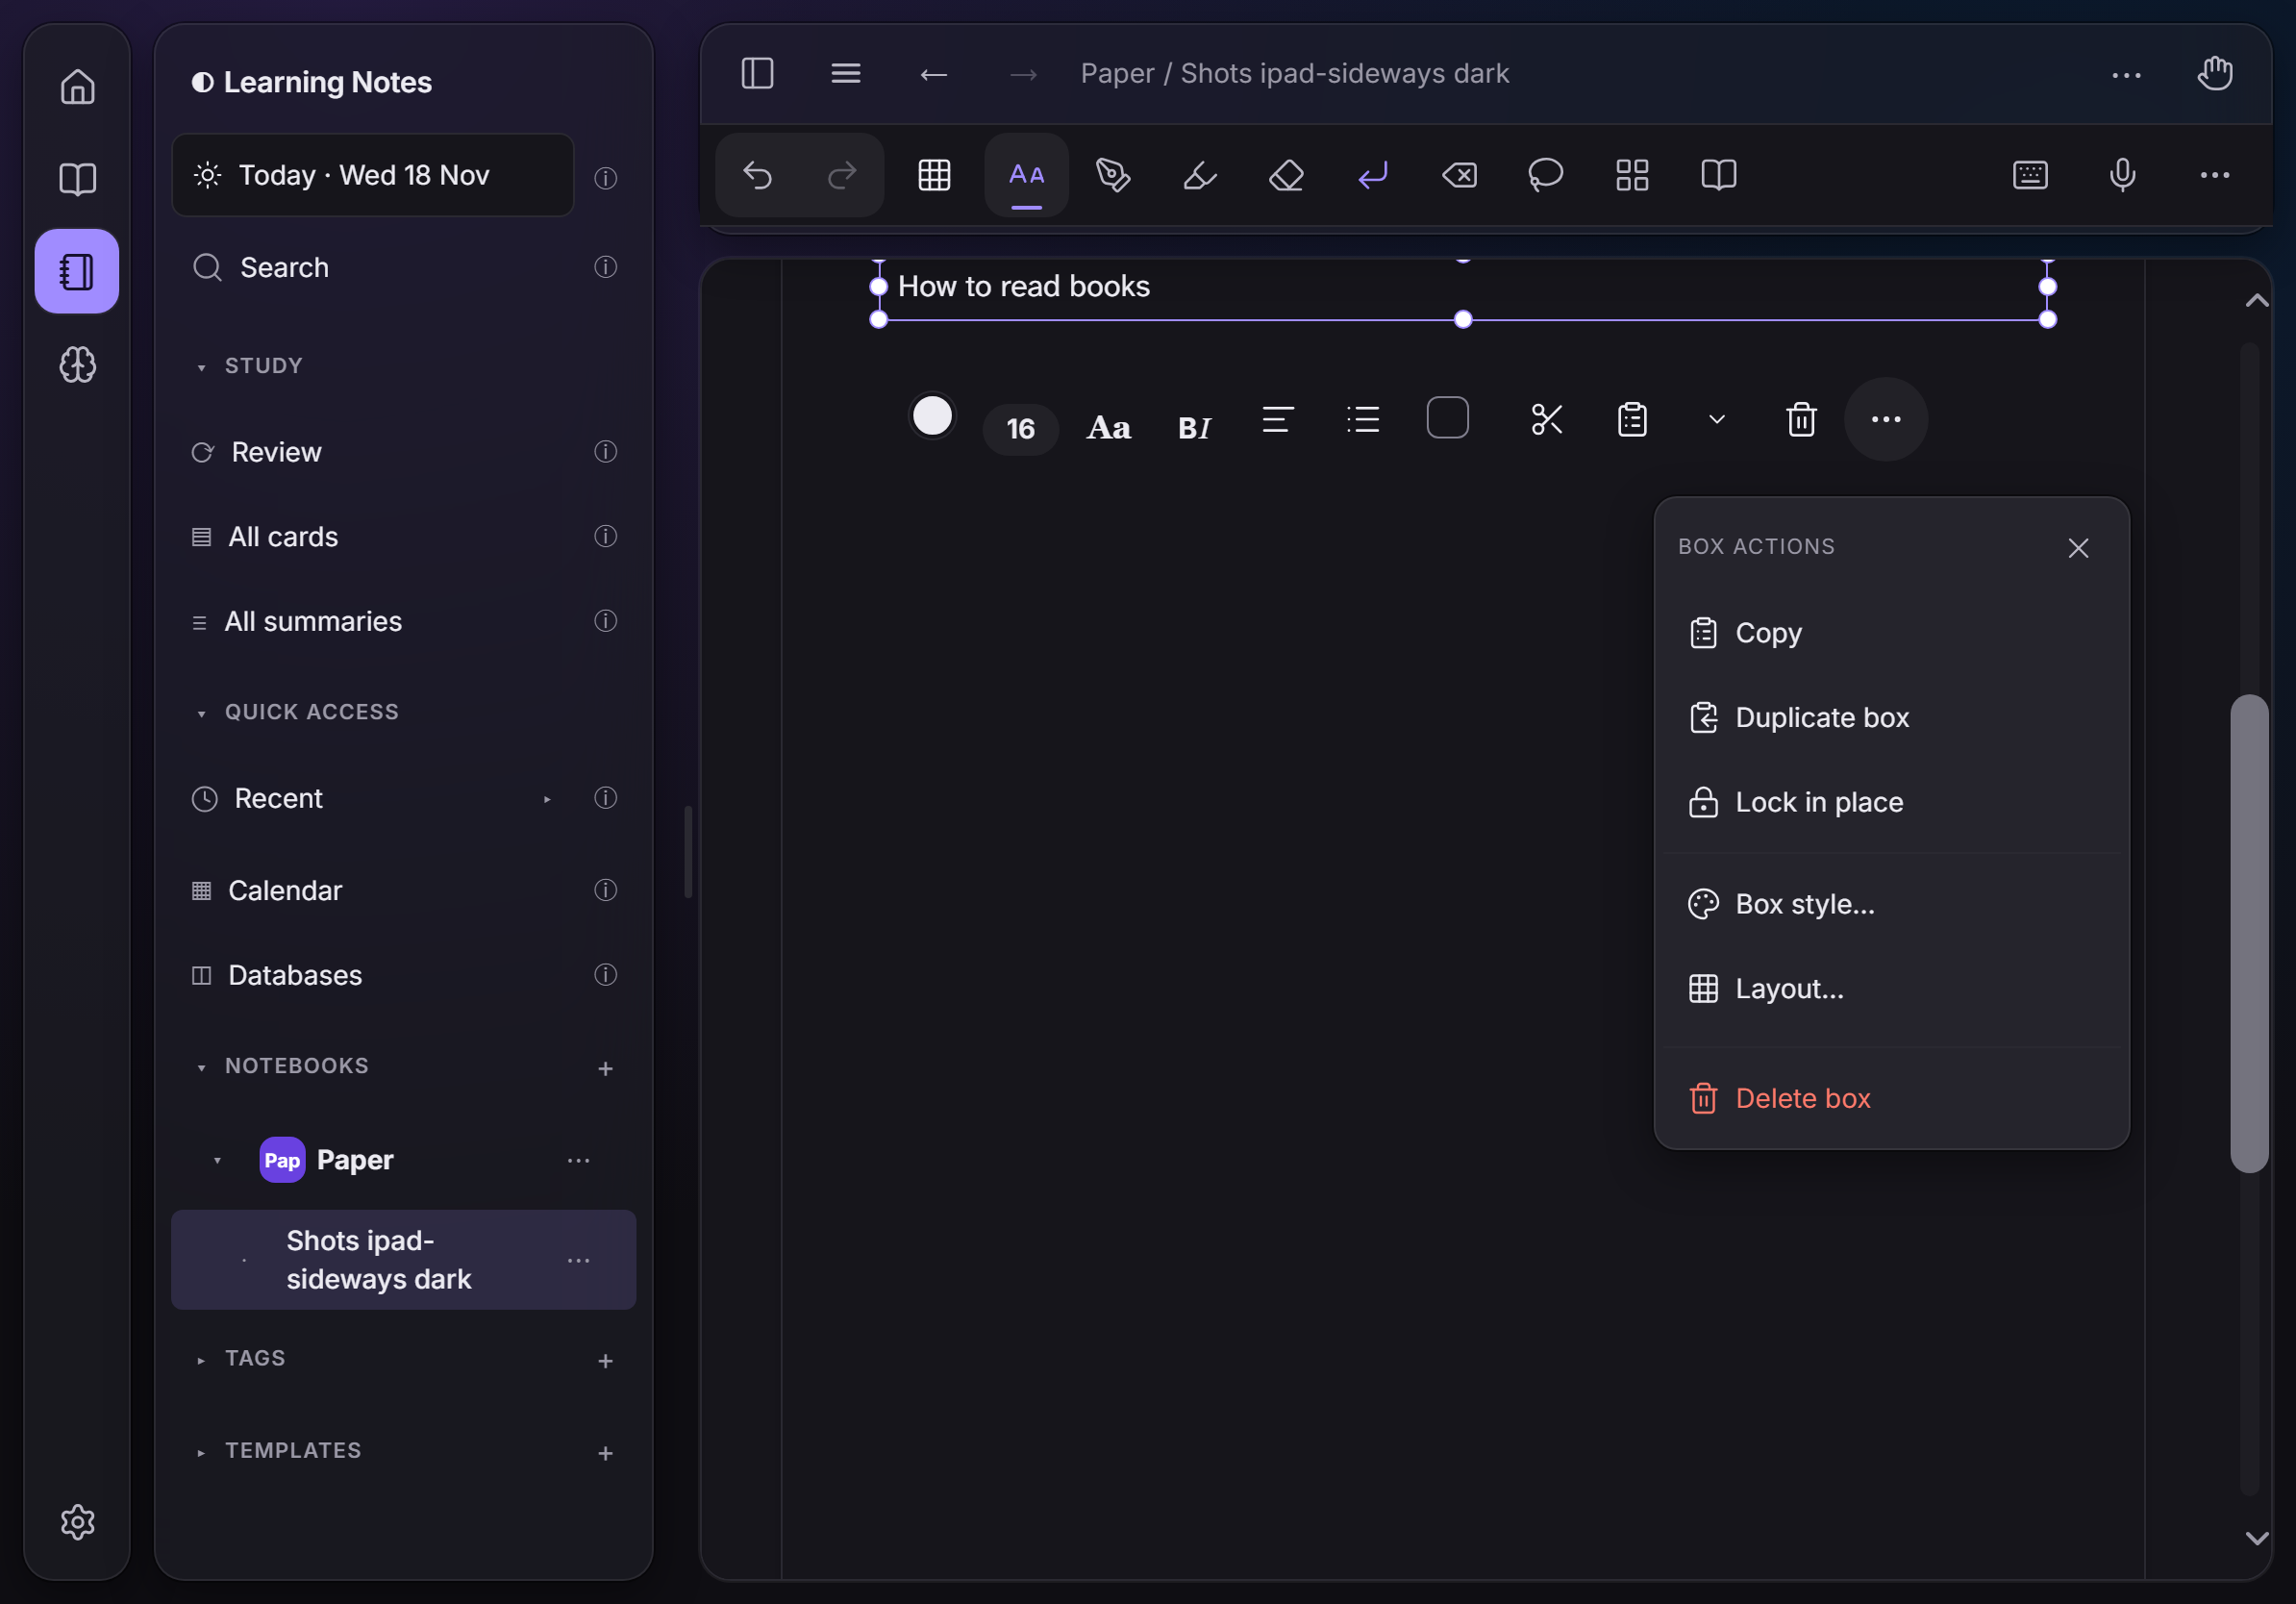 Learning Notes
Today · Wed 18 Nov
Search
STUDY
Review
All cards
All summaries
QUICK ACCESS
Recent
Calendar
Databases
NOTEBOOKS
Pap Paper
Shots ipad-
sideways dark
TAGS
TEMPLATES
Paper / Shots ipad-sideways dark
AA
How to read books
16 Aa BI
BOX ACTIONS
Copy
Duplicate box
Lock in place
Box style...
Layout...
Delete box